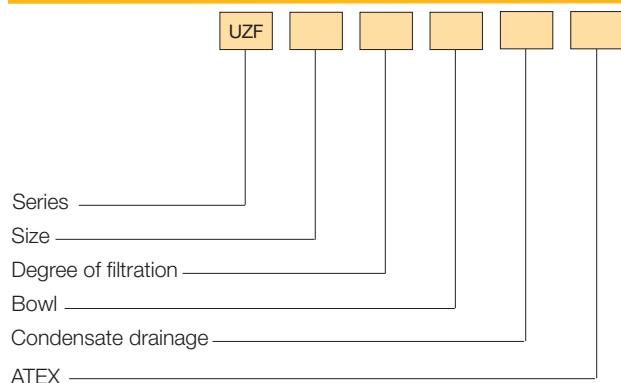 UZF
Series
Size
Degree of filtration
Bowl
Condensate drainage
ATEX